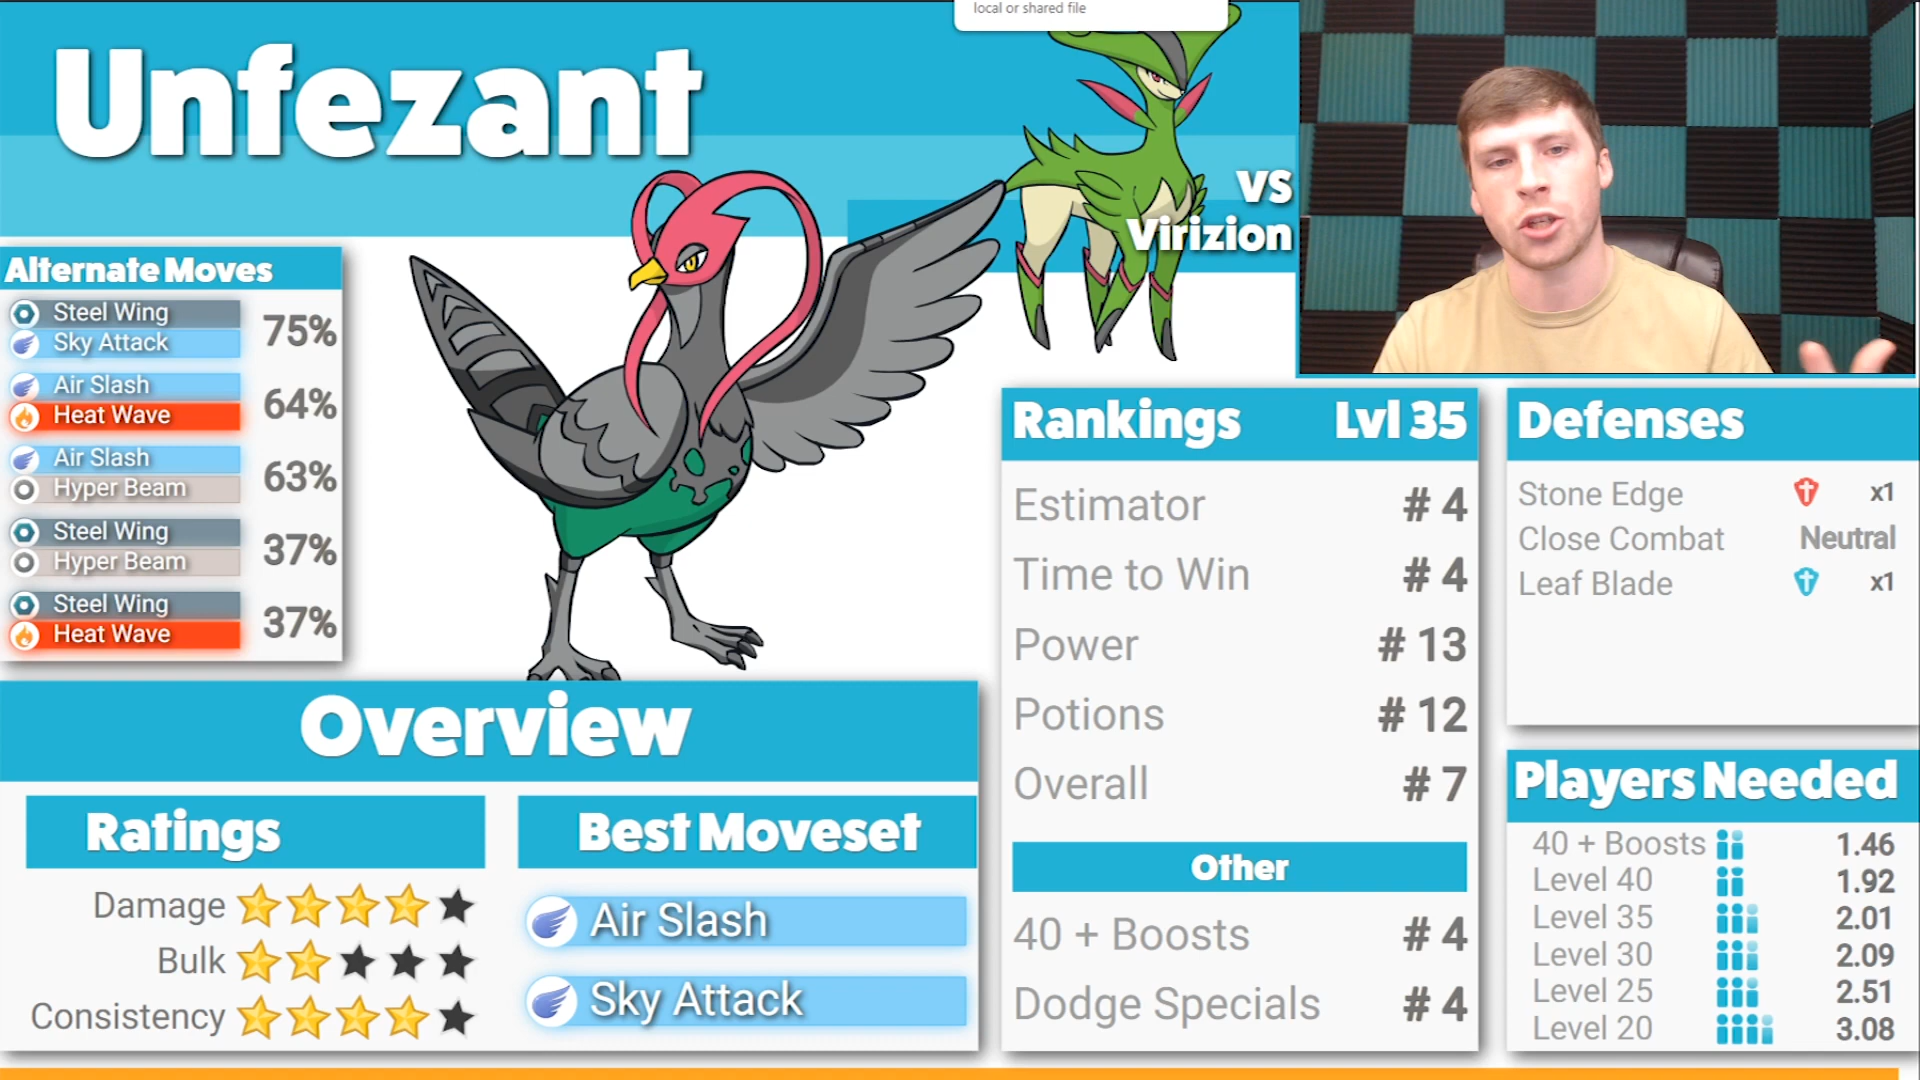 local or shared file
Unfezant
VS
Virizion
Alternate Moves
Steel Wing
Sky Attack
75%
Air Slash
Heat Wave
64%
Air Slash
Hyper Beam
63%
Steel Wing
Hyper Beam
37%
Steel Wing
Heat Wave
37%
Overview
Ratings
Damage
Bulk
Consistency
Best Moveset
Air Slash
Sky Attack
Rankings Lvl 35
Estimator # 4
Time to Win # 4
Power # 13
Potions # 12
Overall # 7
Other
40 + Boosts # 4
Dodge Specials # 4
Defenses
Stone Edge x1
Close Combat Neutral
Leaf Blade x1
Players Needed
40 + Boosts 1.46
Level 40 1.92
Level 35 2.01
Level 30 2.09
Level 25 2.51
Level 20 3.08